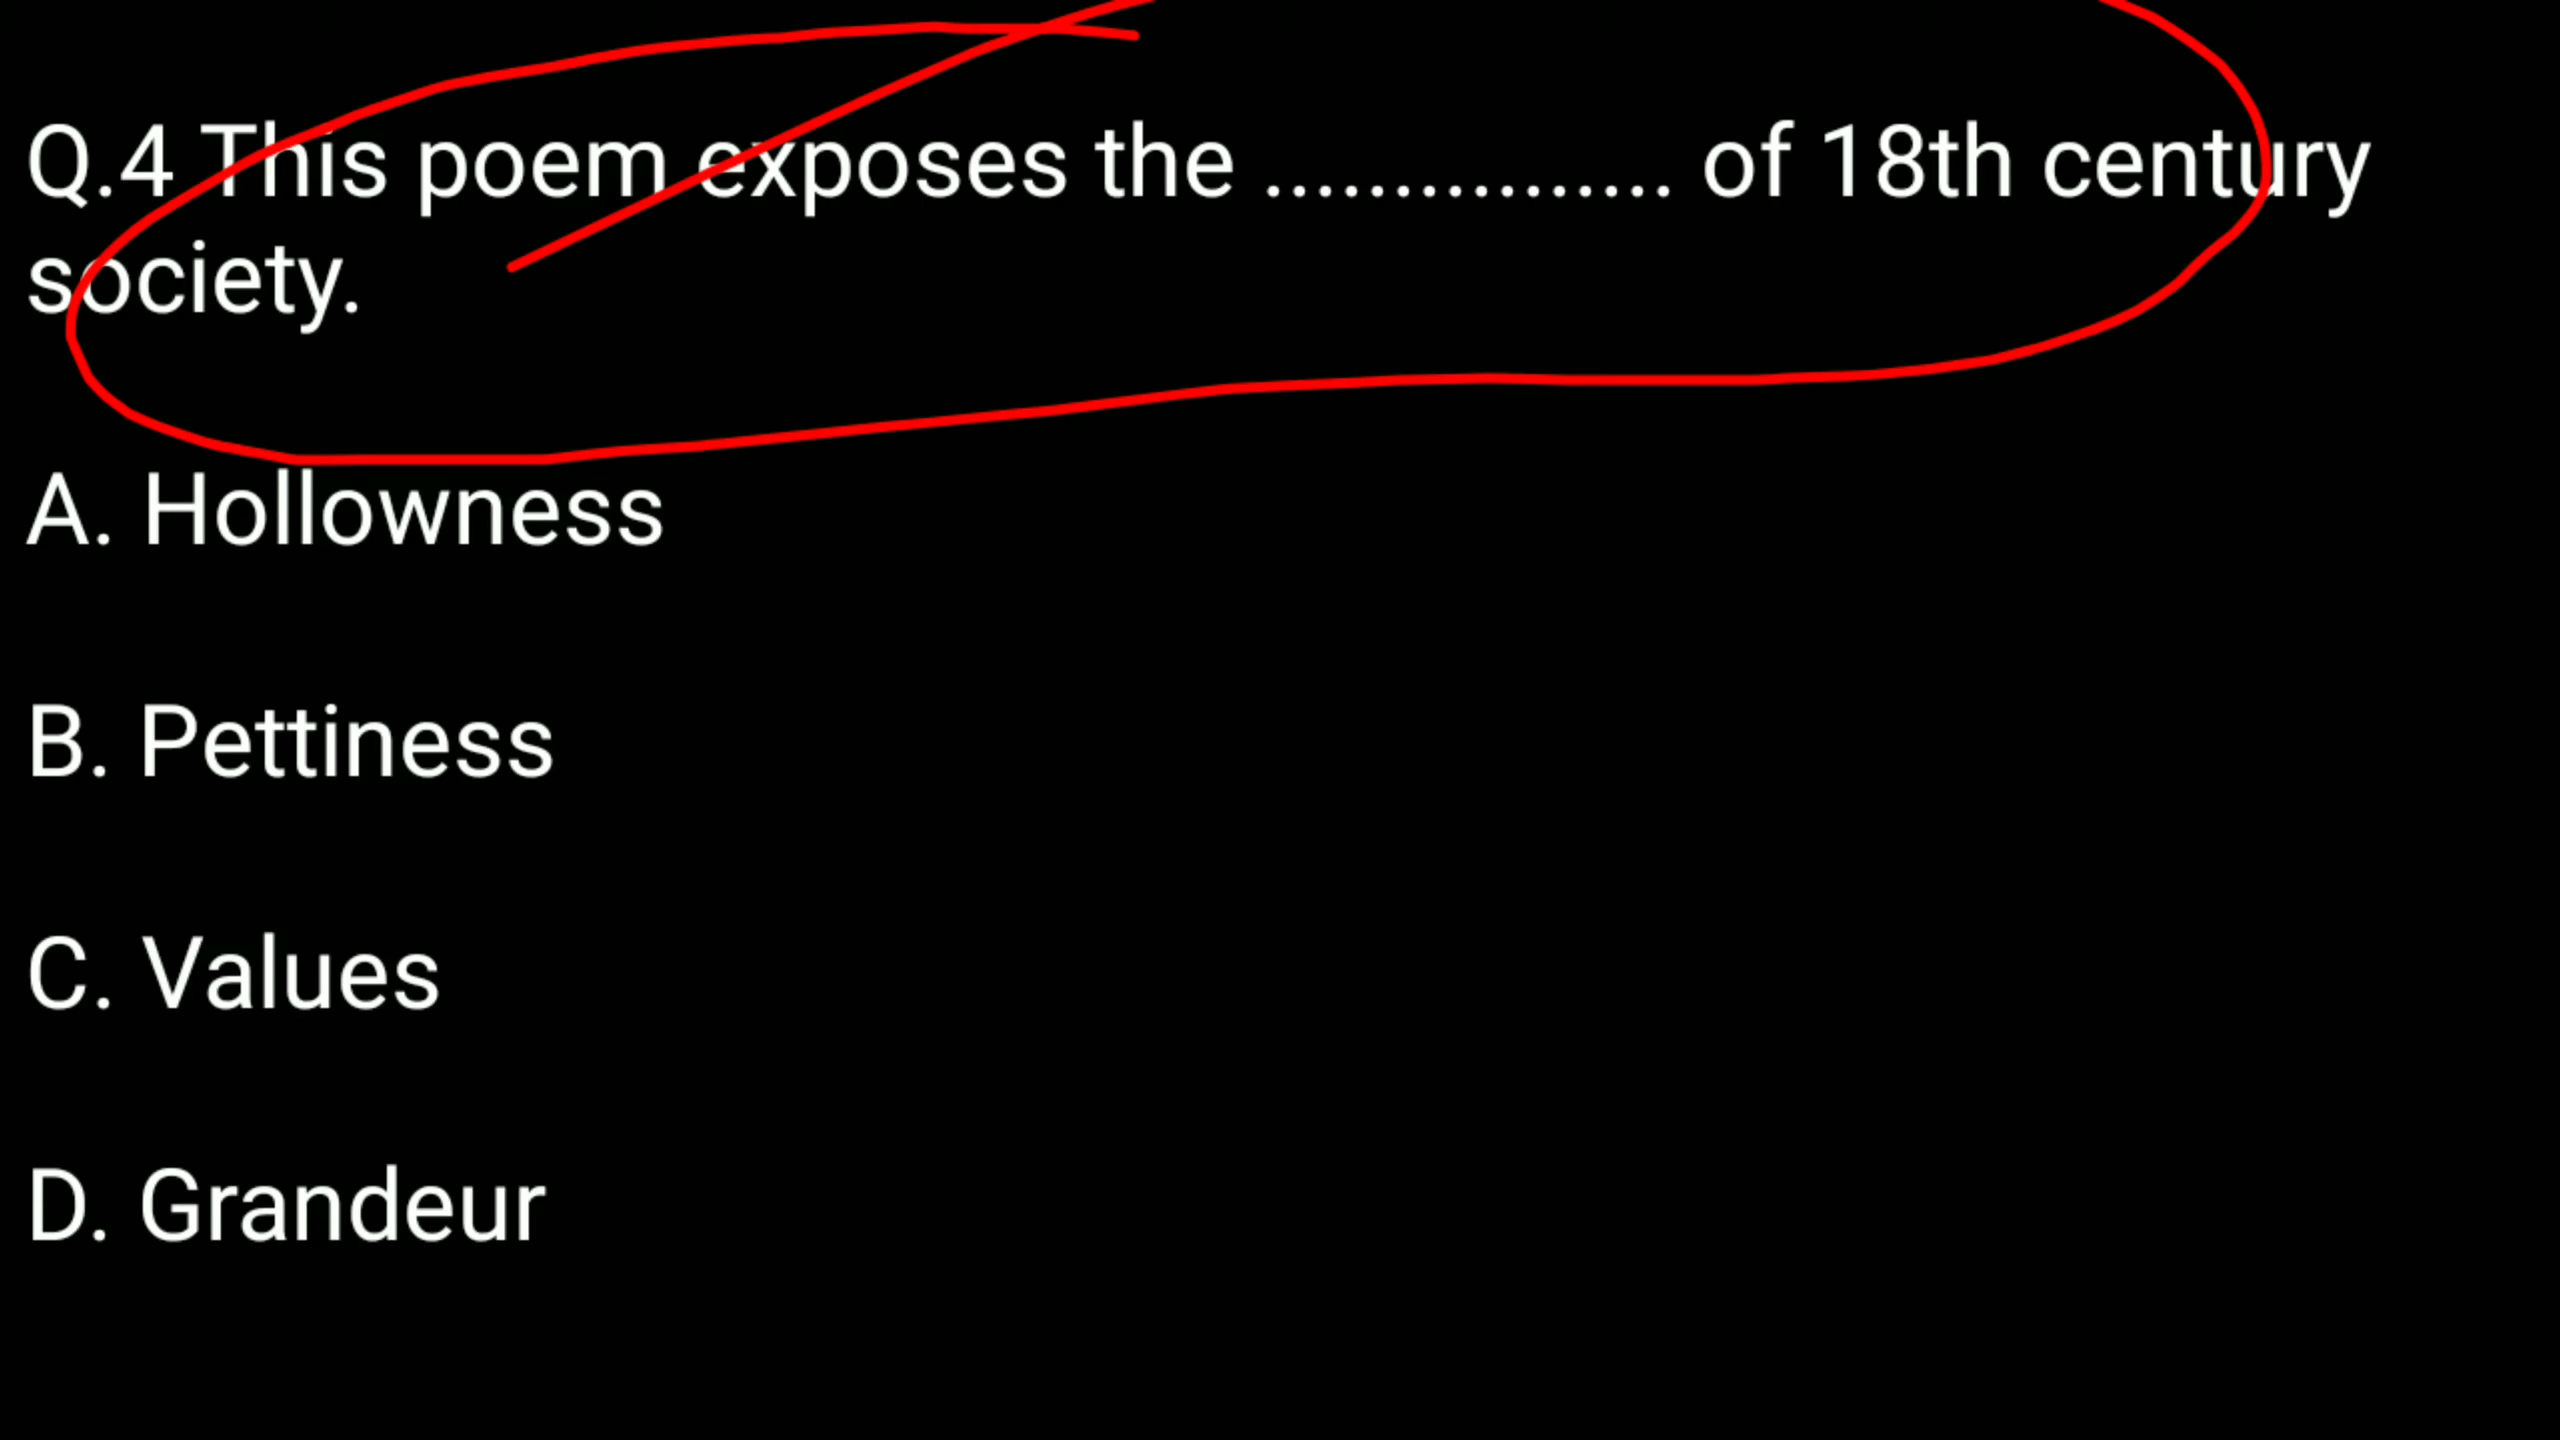 Q.4 This poem exposes the ................ of 18th century
society.
A. Hollowness
B. Pettiness
C. Values
D. Grandeur